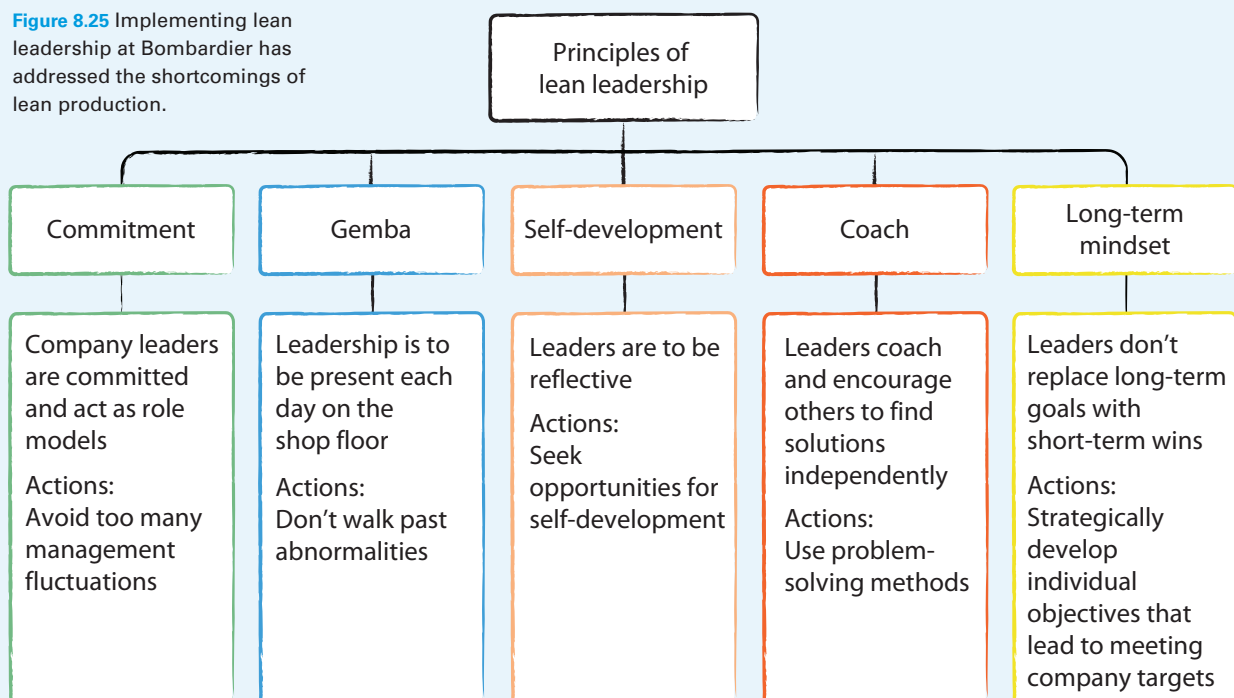 Figure 8.25 Implementing lean
leadership at Bombardier has
addressed the shortcomings of
lean production.
Principles of
lean leadership
Commitment
Gemba
Self-development
Coach
Long-term
mindset
Company leaders
are committed
and act as role
models
Actions:
Avoid too many
management
fluctuations
Leadership is to
be present each
day on the
shop floor
Actions:
Don’t walk past
abnormalities
Leaders are to be
reflective
Actions:
Seek
opportunities for
self-development
Leaders coach
and encourage
others to find
solutions
independently
Actions:
Use problem-
solving methods
Leaders don’t
replace long-term
goals with
short-term wins
Actions:
Strategically
develop
individual
objectives that
lead to meeting
company targets